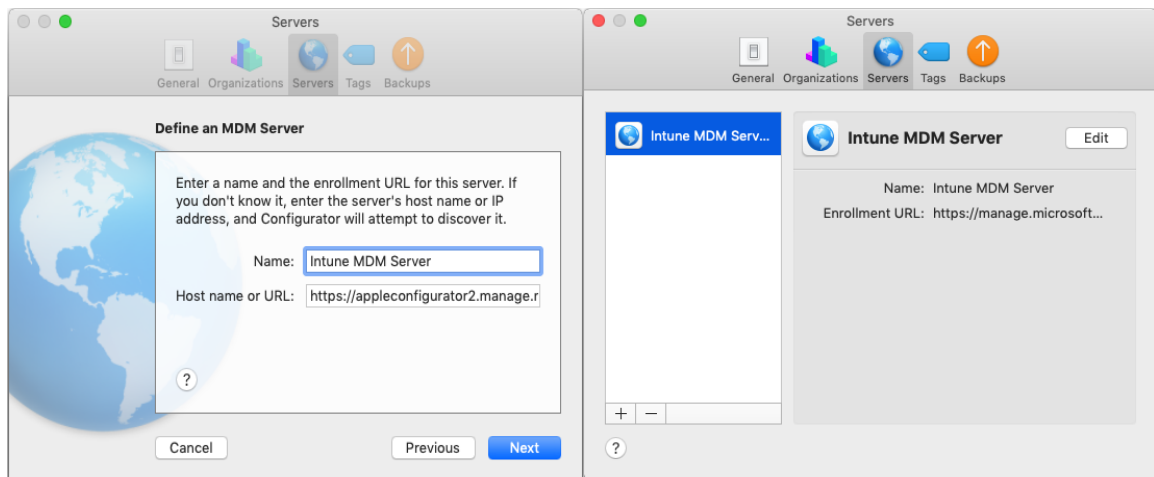 Servers
General Organizations Servers Tags Backups
Define an MDM Server
Enter a name and the enrollment URL for this server. If
you don't know it, enter the server's host name or IP
address, and Configurator will attempt to discover it.
Name: Intune MDM Server
Host name or URL: https://appleconfigurator2.manage.r
?
Cancel Previous Next
Servers
General Organizations Servers Tags Backups
Intune MDM Serv...
+ −
?
Intune MDM Server Edit
Name: Intune MDM Server
Enrollment URL: https://manage.microsoft...